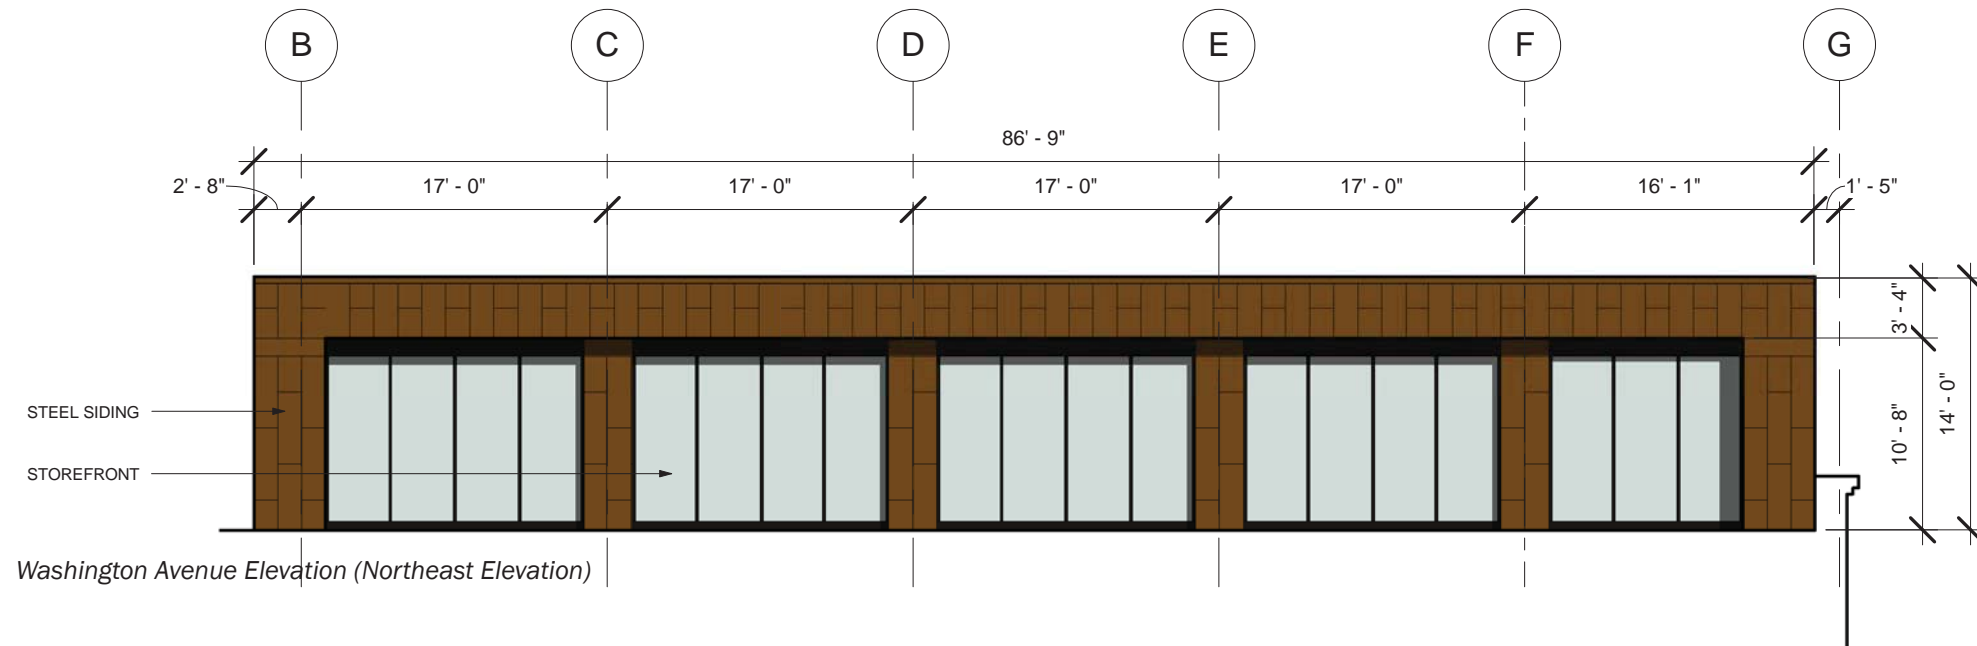 B C D E F G
86' - 9"
2' - 8" 17' - 0" 17' - 0" 17' - 0" 17' - 0" 16' - 1" 1' - 5"
3' - 4"
10' - 8"
14' - 0"
STEEL SIDING
STOREFRONT
Washington Avenue Elevation (Northeast Elevation)